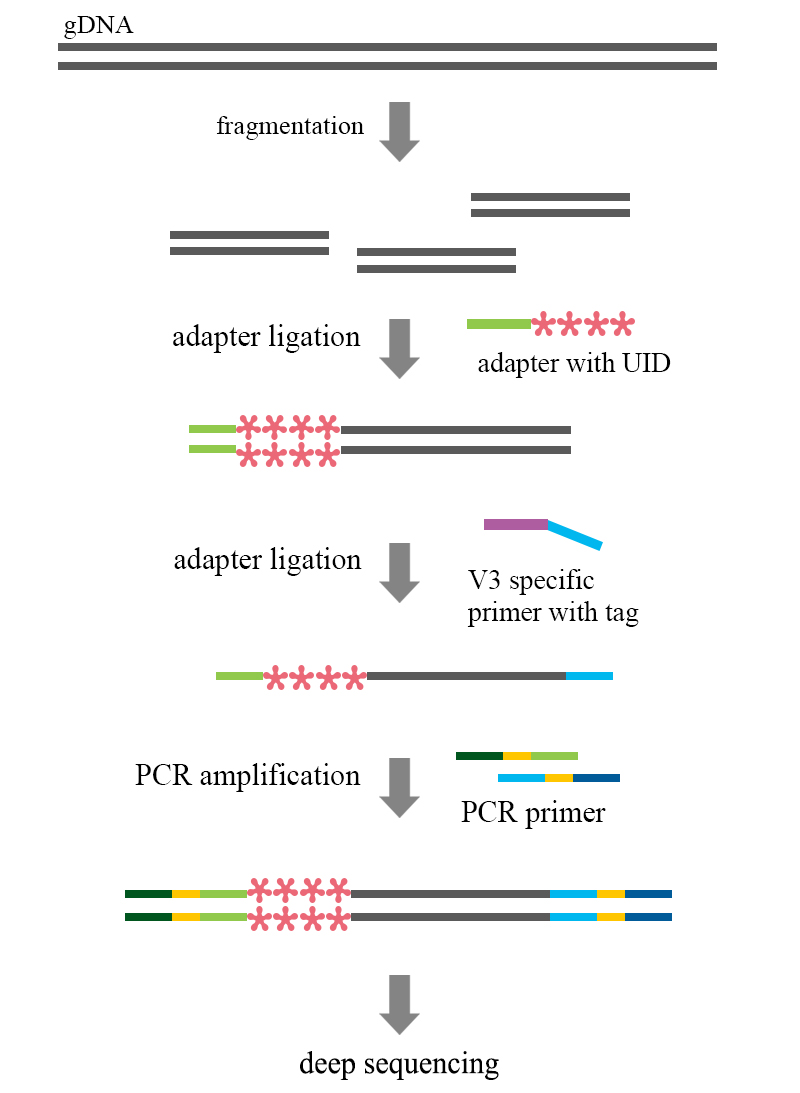 gDNA
fragmentation
adapter ligation
adapter with UID
adapter ligation
V3 specific
primer with tag
PCR amplification
PCR primer
deep sequencing